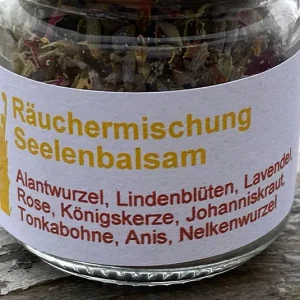 Räuchermischung
Seelenbalsam
Alantwurzel, Lindenblüten, Lavendel,
Rose, Königskerze, Johanniskraut,
Tonkabohne, Anis, Nelkenwurzel